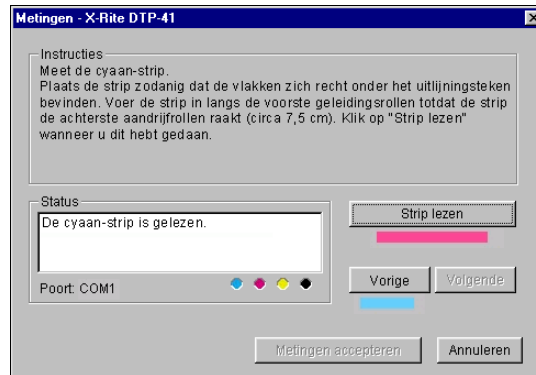 Metingen - X-Rite DTP-41
Instructies
Meet de cyaan-strip.
Plaats de strip zodanig dat de vlakken zich recht onder het uitlijningsteken
bevinden. Voer de strip in langs de voorste geleidingsrollen totdat de strip
de achterste aandrijfrollen raakt (circa 7,5 cm). Klik op "Strip lezen"
wanneer u dit hebt gedaan.
Status
De cyaan-strip is gelezen.
Strip lezen
Poort: COM1
Vorige
Volgende
Metingen accepteren
Annuleren